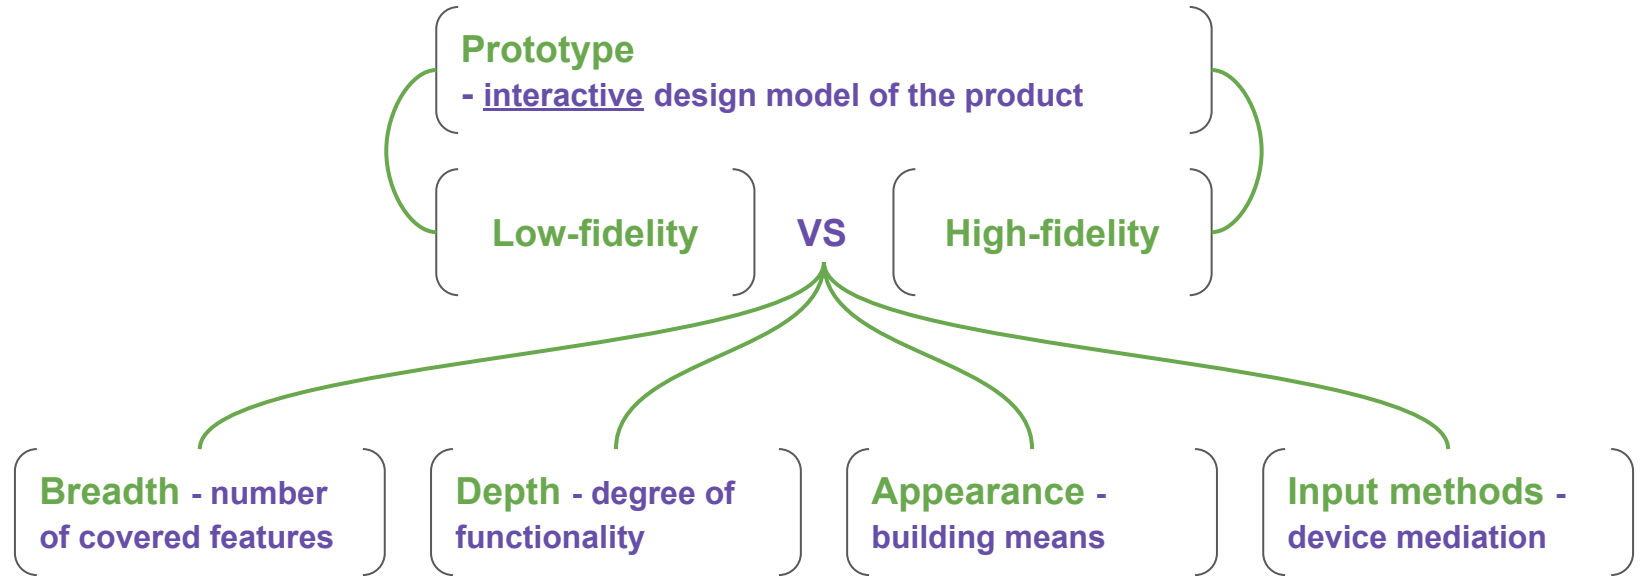 Prototype
- interactive design model of the product
Low-fidelity
VS
High-fidelity
Breadth - number
of covered features
Depth - degree of
functionality
Appearance -
building means
Input methods -
device mediation